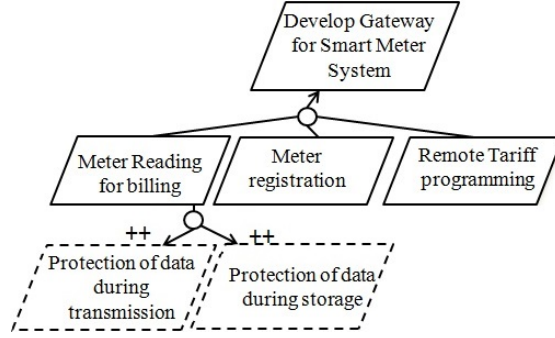 Develop Gateway
for Smart Meter
System
Meter Reading
for billing
Meter
registration
Remote Tariff
programming
++
++
Protection of data
during
transmission
Protection of data
during storage